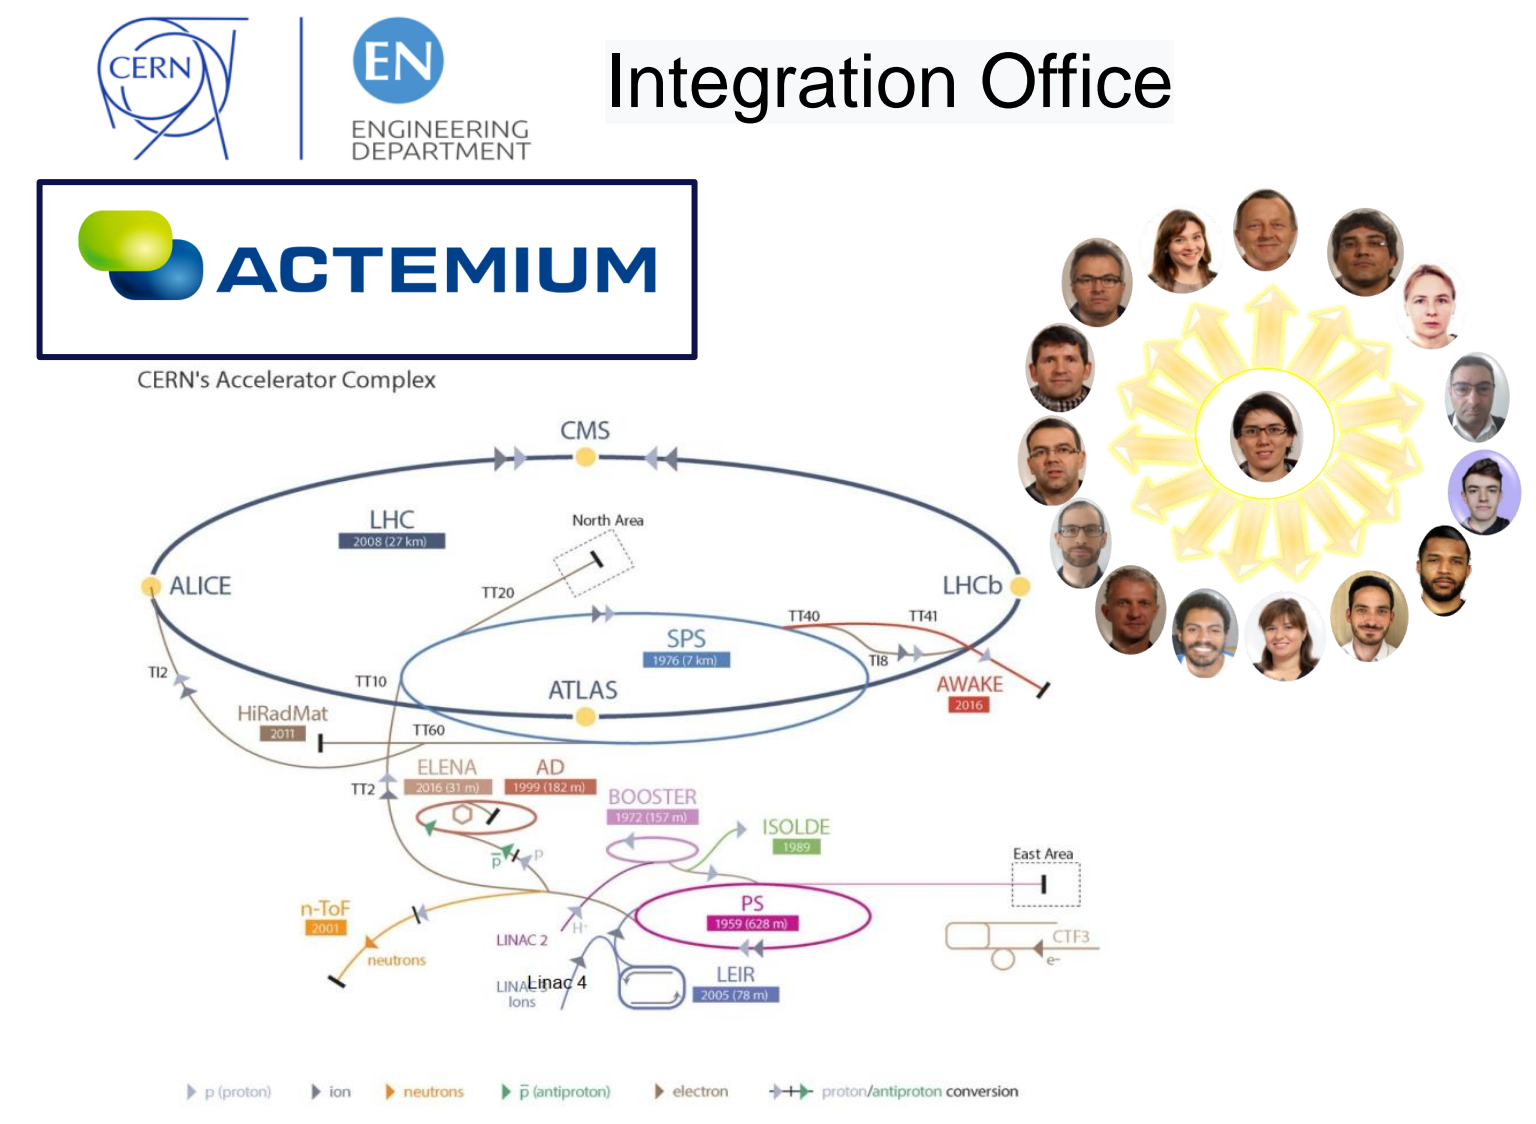 CERN
EN
ENGINEERING
DEPARTMENT
Integration Office
ACTEMIUM
CERN's Accelerator Complex
CMS
LHC
2008 (27 km)
North Area
ALICE
LHCb
TT20
TT40
TT41
SPS
1976 (7 km)
TI8
TI2
TT10
ATLAS
AWAKE
2016
HiRadMat
2011
TT60
ELENA
2016 (31 m)
AD
1999 (182 m)
TT2
BOOSTER
1972 (157 m)
ISOLDE
1989
p̅
p
East Area
n-ToF
2001
PS
1959 (628 m)
H⁻
LINAC 2
neutrons
CTF3
e-
LEIR
2005 (78 m)
Linac 4
Ions
p (proton)
ion
neutrons
p̅ (antiproton)
electron
proton/antiproton conversion